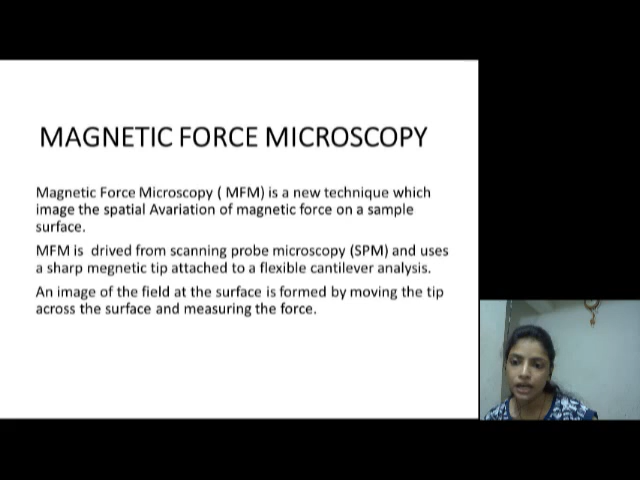 MAGNETIC FORCE MICROSCOPY
Magnetic Force Microscopy ( MFM) is a new technique which
image the spatial Avariation of magnetic force on a sample
surface.
MFM is  drived from scanning probe microscopy (SPM) and uses
a sharp megnetic tip attached to a flexible cantilever analysis.
An image of the field at the surface is formed by moving the tip
across the surface and measuring the force.